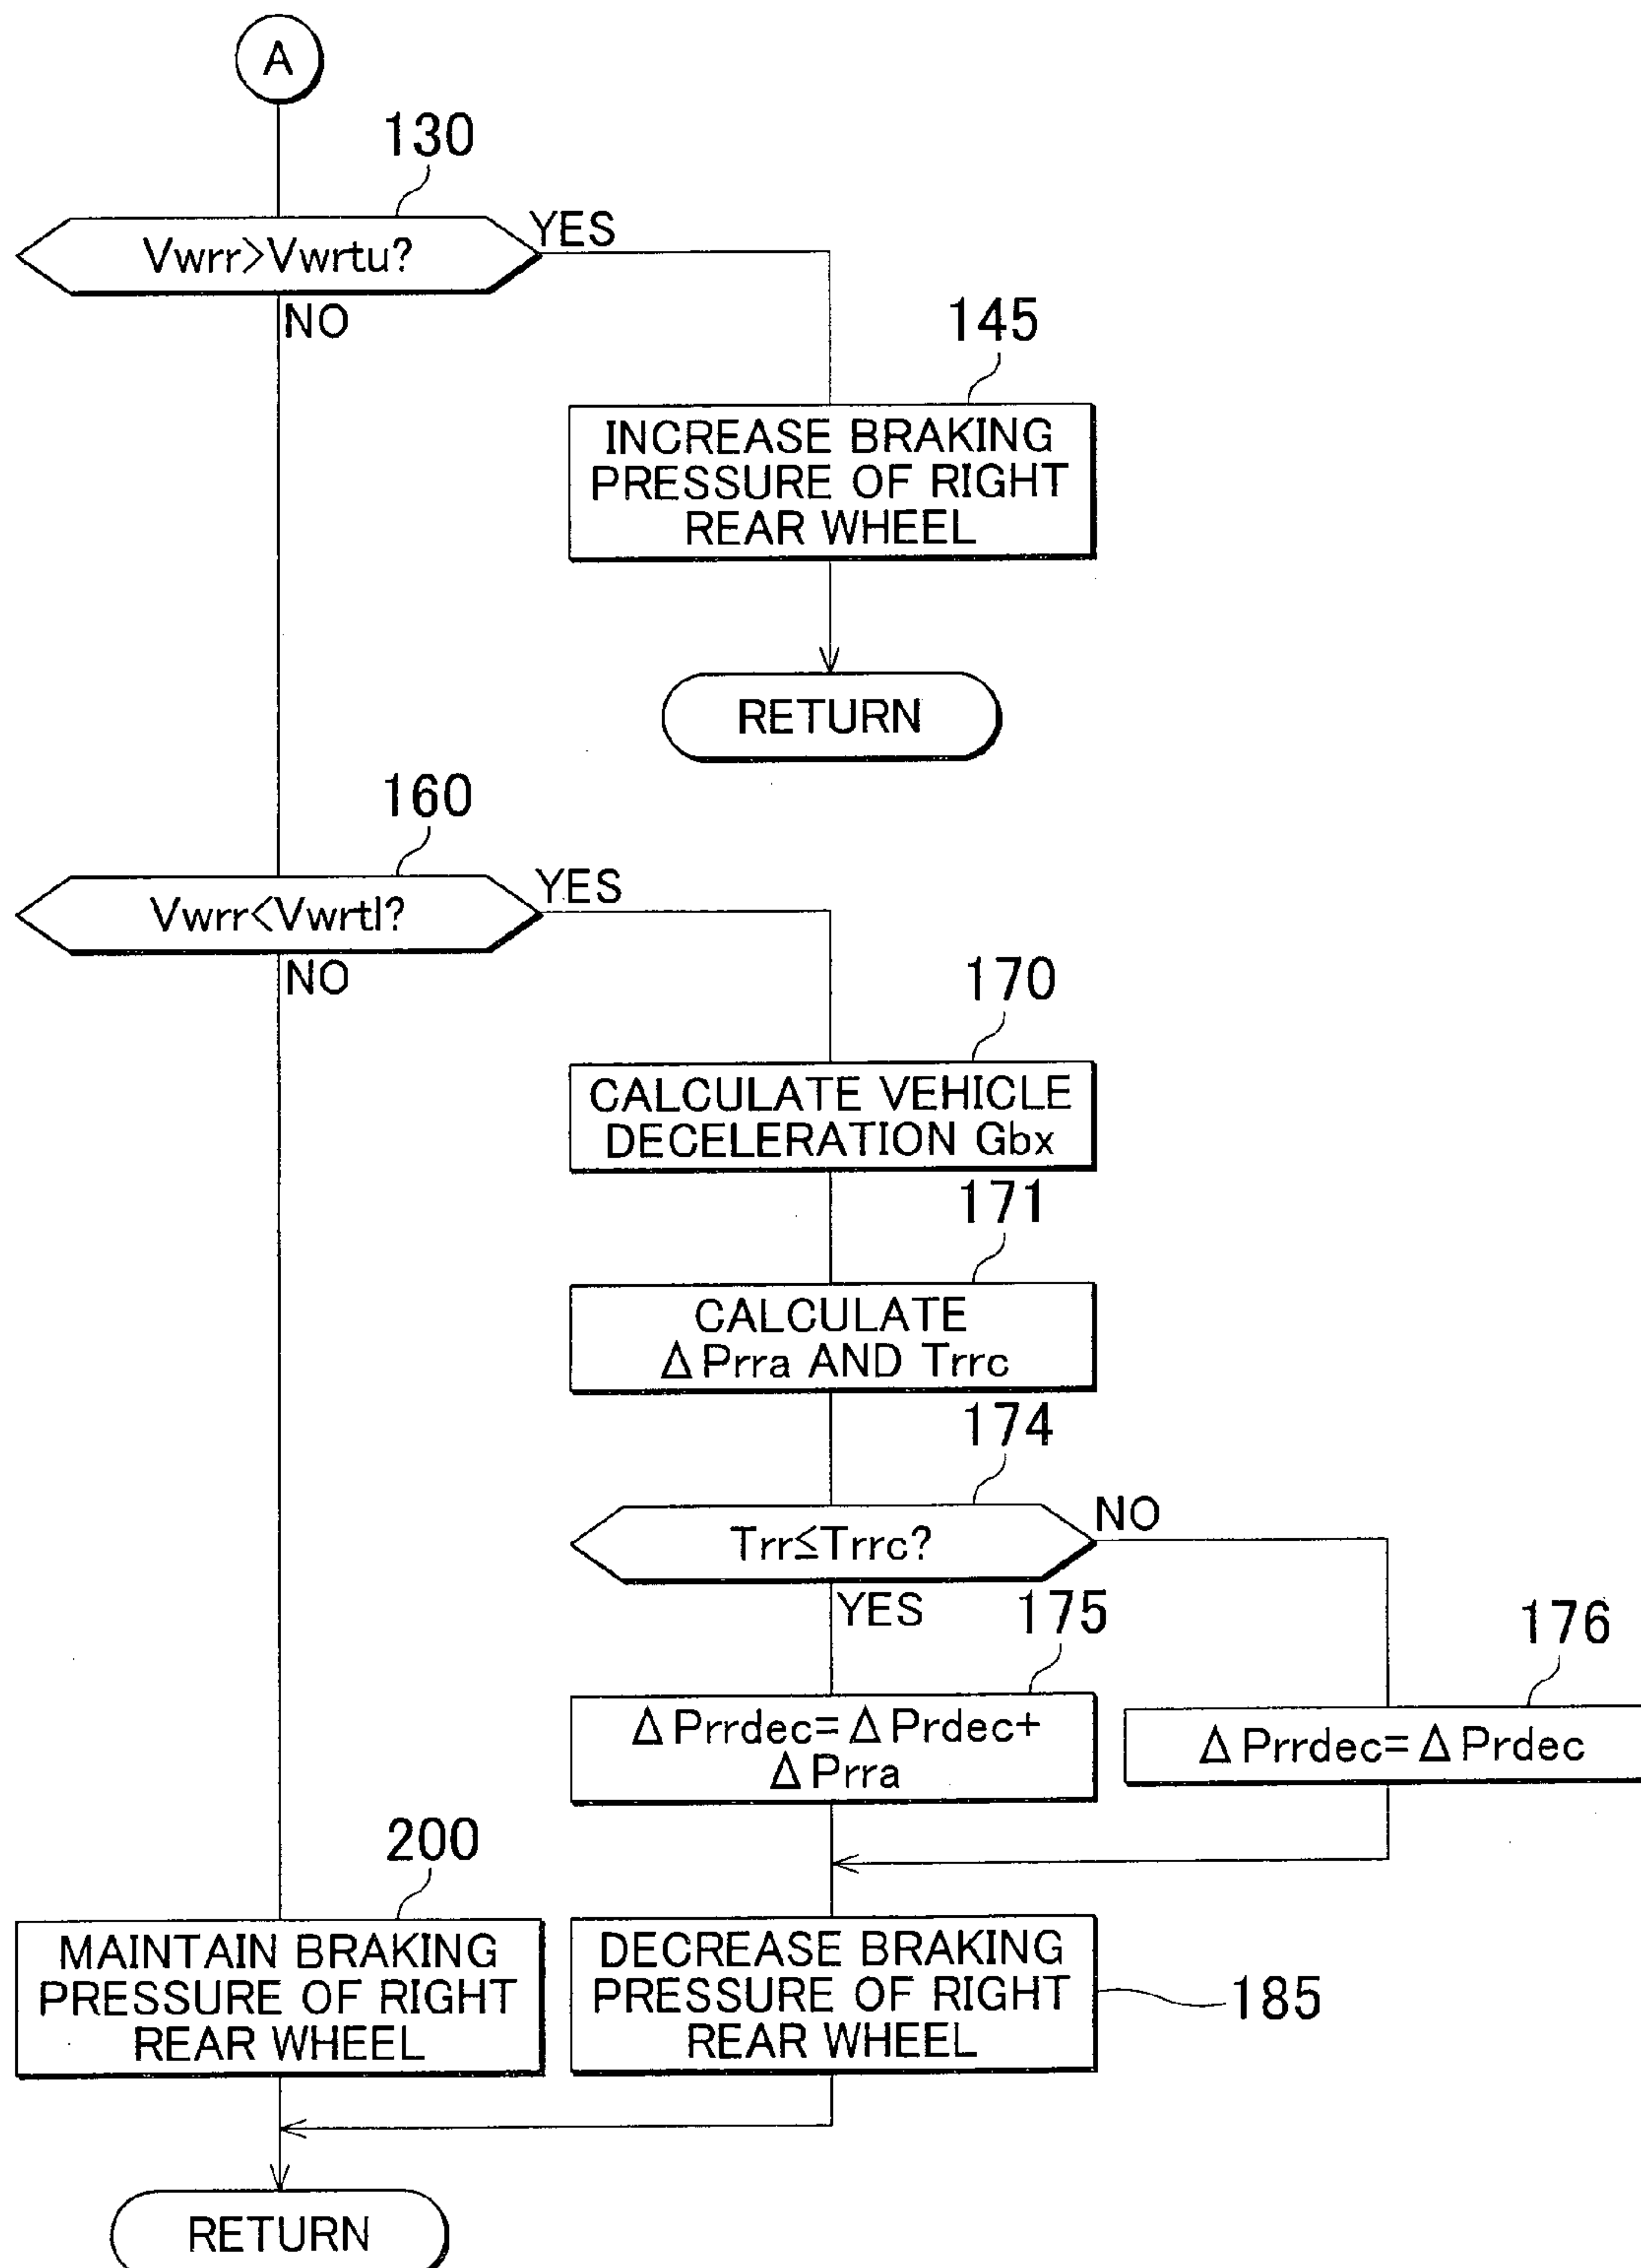 A
130
Vwrr>Vwrtu?
YES
NO
145
INCREASE BRAKING
PRESSURE OF RIGHT
REAR WHEEL
RETURN
160
Vwrr<Vwrtl?
YES
NO
170
CALCULATE VEHICLE
DECELERATION Gbx
171
CALCULATE
ΔPrra AND Trrc
174
Trr≦Trrc?
NO
YES
175
ΔPrrdec=ΔPrdec+
ΔPrra
176
ΔPrrdec=ΔPrdec
200
MAINTAIN BRAKING
PRESSURE OF RIGHT
REAR WHEEL
DECREASE BRAKING
PRESSURE OF RIGHT
REAR WHEEL
185
RETURN